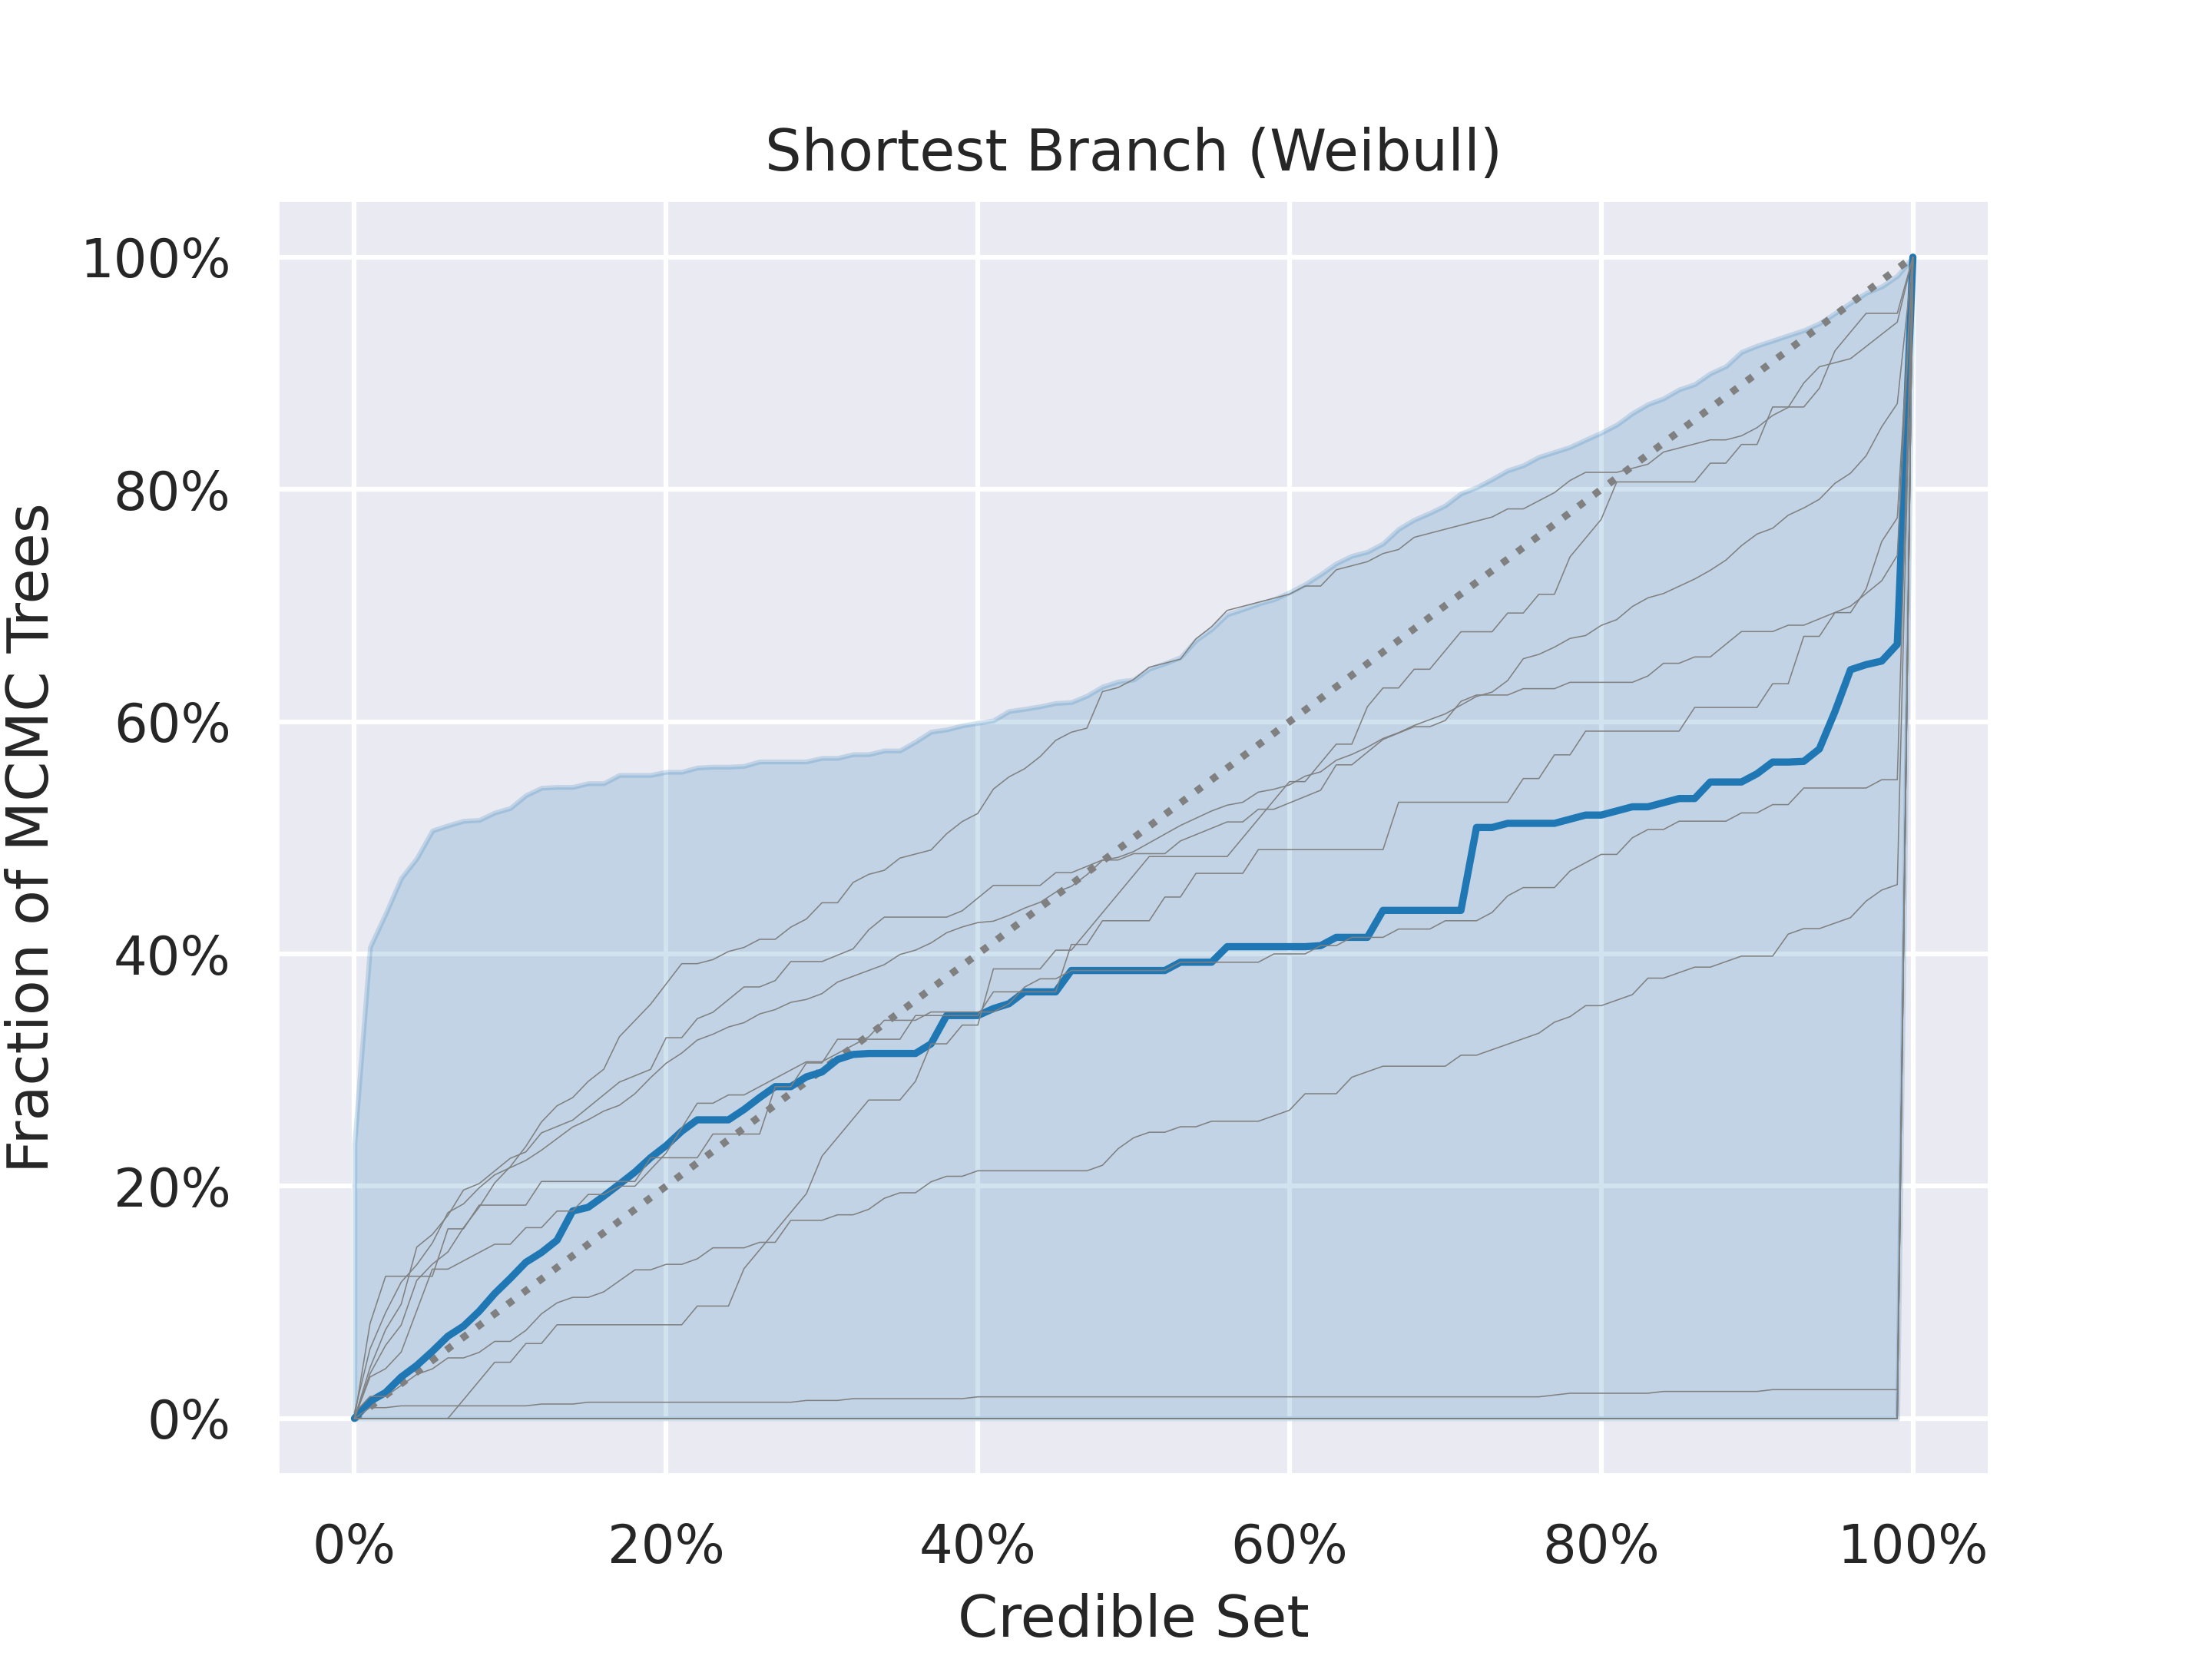 Shortest Branch (Weibull)
Fraction of MCMC Trees
100%
80%
60%
40%
20%
0%
0% 20% 40% 60% 80% 100%
Credible Set